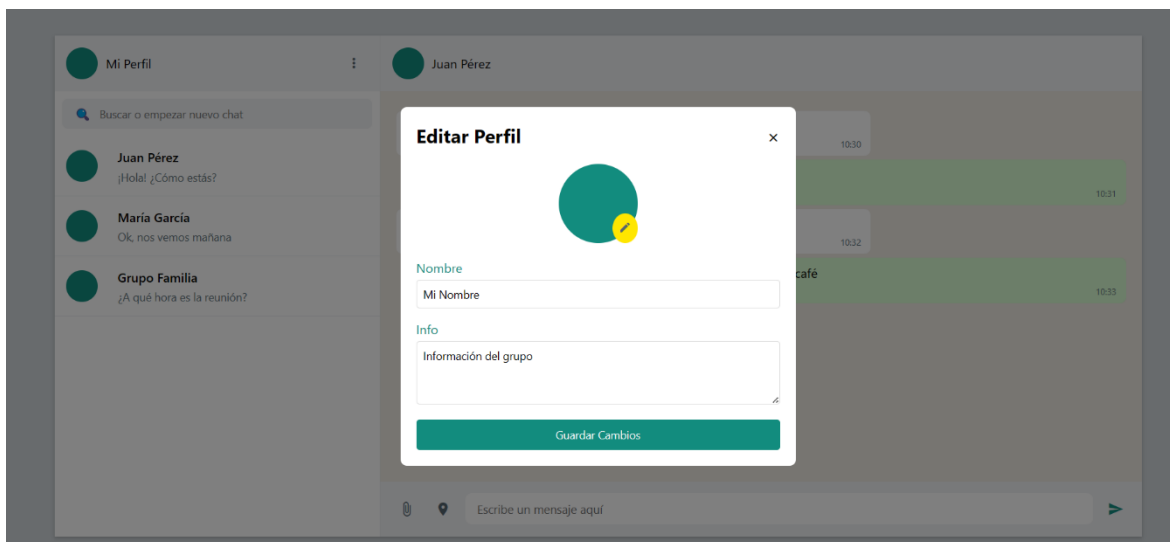 Mi Perfil
Juan Pérez
Buscar o empezar nuevo chat
Juan Pérez
¡Hola! ¿Cómo estás?
María García
Ok, nos vemos mañana
Grupo Familia
¿A qué hora es la reunión?
10:30
10:31
10:32
café
10:33
Editar Perfil
×
Nombre
Mi Nombre
Info
Información del grupo
Guardar Cambios
Escribe un mensaje aquí